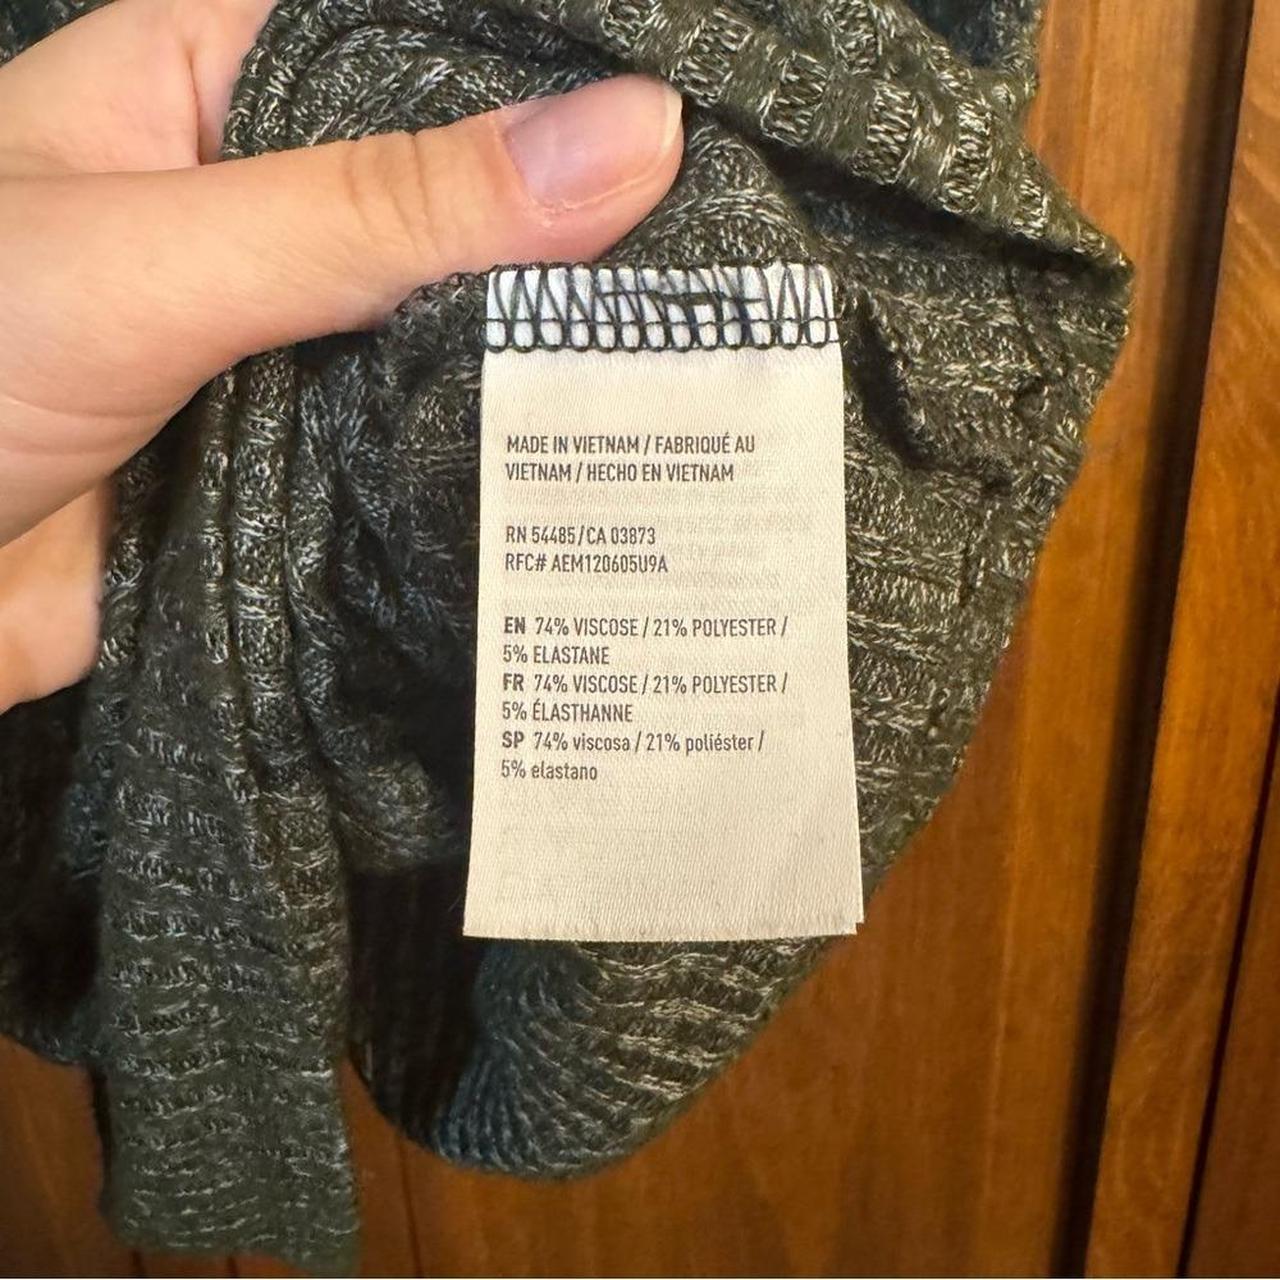 MADE IN VIETNAM / FABRIQUÉ AU
VIETNAM / HECHO EN VIETNAM
RN 54485/CA 03873
RFC# AEM120605U9A
EN 74% VISCOSE / 21% POLYESTER /
5% ELASTANE
FR 74% VISCOSE / 21% POLYESTER /
5% ÉLASTHANNE
SP 74% viscosa / 21% poliéster /
5% elastano